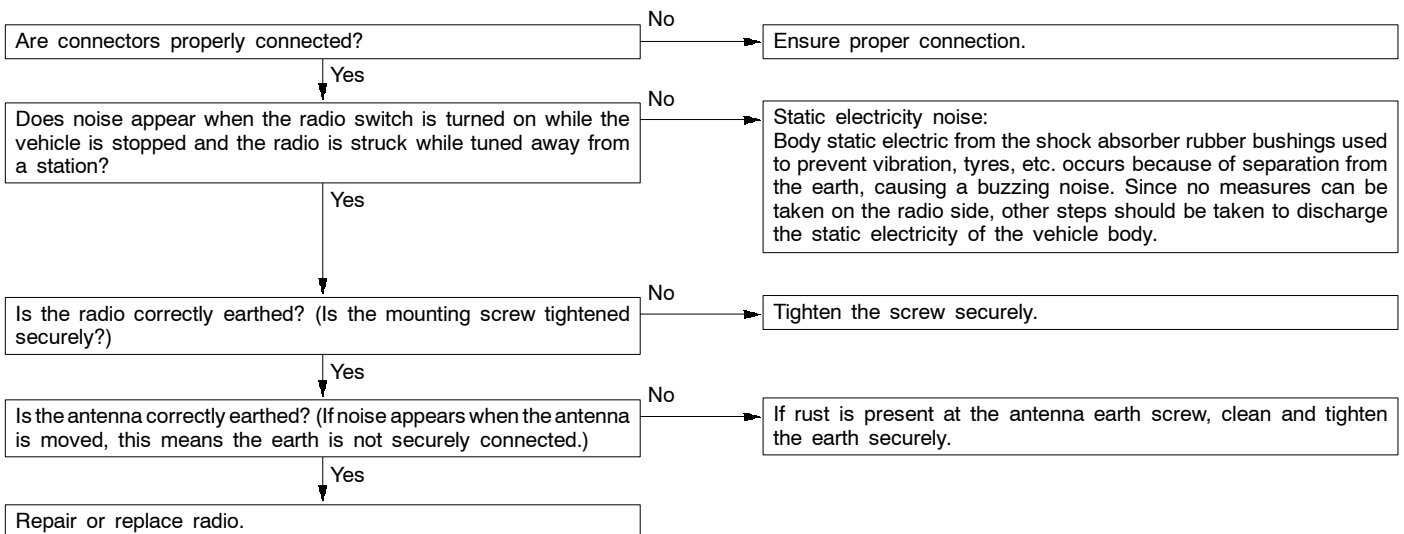 Are connectors properly connected?
No
Ensure proper connection.
Yes
Does noise appear when the radio switch is turned on while the
vehicle is stopped and the radio is struck while tuned away from
a station?
No
Static electricity noise:
Body static electric from the shock absorber rubber bushings used
to prevent vibration, tyres, etc. occurs because of separation from
the earth, causing a buzzing noise. Since no measures can be
taken on the radio side, other steps should be taken to discharge
the static electricity of the vehicle body.
Yes
Is the radio correctly earthed? (Is the mounting screw tightened
securely?)
No
Tighten the screw securely.
Yes
Is the antenna correctly earthed? (If noise appears when the antenna
is moved, this means the earth is not securely connected.)
No
If rust is present at the antenna earth screw, clean and tighten
the earth securely.
Yes
Repair or replace radio.